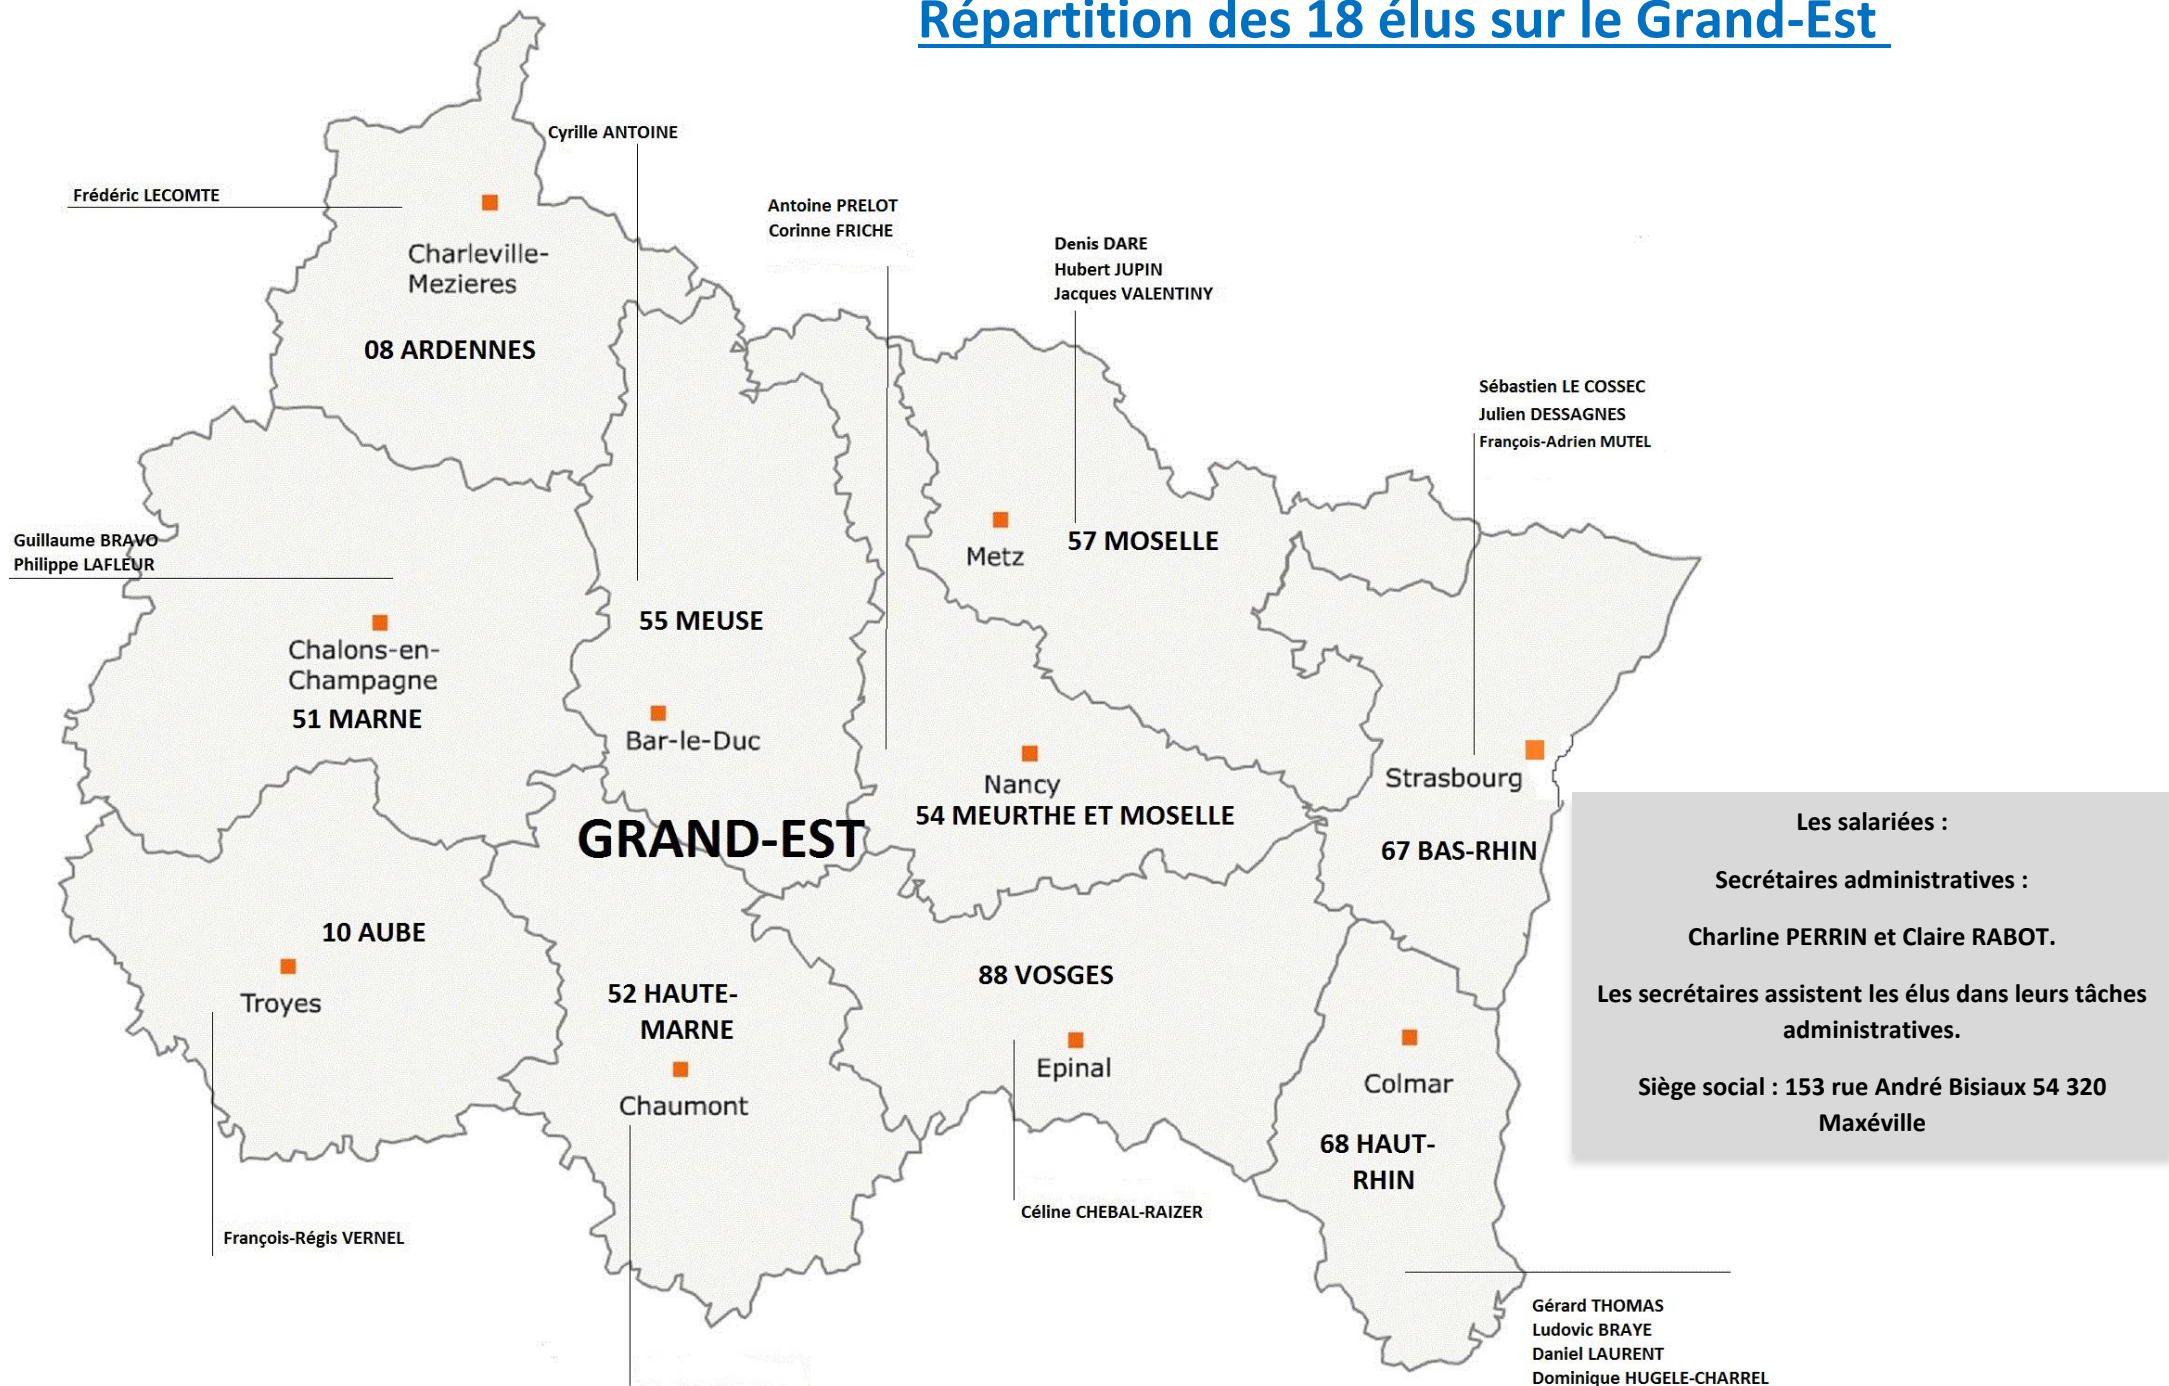 Répartition des 18 élus sur le Grand-Est
Cyrille ANTOINE
Frédéric LECOMTE
Antoine PRELOT
Corinne FRICHE
Denis DARE
Hubert JUPIN
Jacques VALENTINY
Charleville-
Mezieres
08 ARDENNES
Sébastien LE COSSEC
Julien DESSAGNES
François-Adrien MUTEL
Guillaume BRAVO
Philippe LAFLEUR
Metz
57 MOSELLE
55 MEUSE
Chalons-en-
Champagne
51 MARNE
Bar-le-Duc
Nancy
54 MEURTHE ET MOSELLE
Strasbourg
67 BAS-RHIN
GRAND-EST
Les salariées :
Secrétaires administratives :
Charline PERRIN et Claire RABOT.
Les secrétaires assistent les élus dans leurs tâches
administratives.
Siège social : 153 rue André Bisiaux 54 320
Maxéville
10 AUBE
Troyes
52 HAUTE-
MARNE
Chaumont
88 VOSGES
Epinal
Colmar
68 HAUT-
RHIN
Céline CHEBAL-RAIZER
François-Régis VERNEL
Gérard THOMAS
Ludovic BRAYE
Daniel LAURENT
Dominique HUGELE-CHARREL